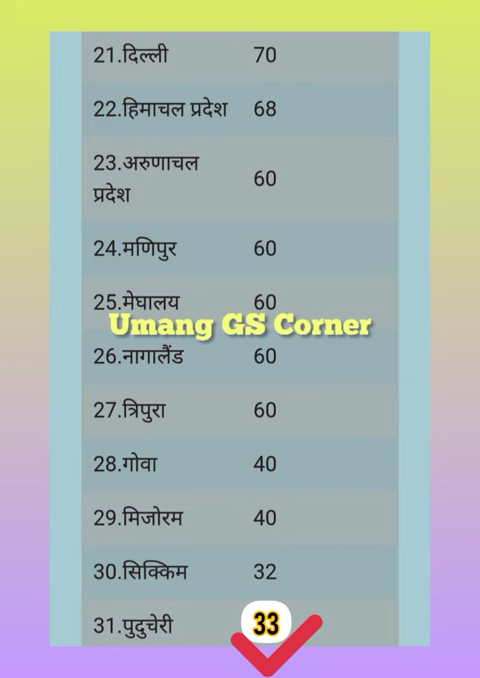 21.दिल्ली 70
22.हिमाचल प्रदेश 68
23.अरुणाचल
प्रदेश 60
24.मणिपुर 60
25.मेघालय 60
Umang GS Corner
26.नागालैंड 60
27.त्रिपुरा 60
28.गोवा 40
29.मिजोरम 40
30.सिक्किम 32
31.पुदुचेरी 33